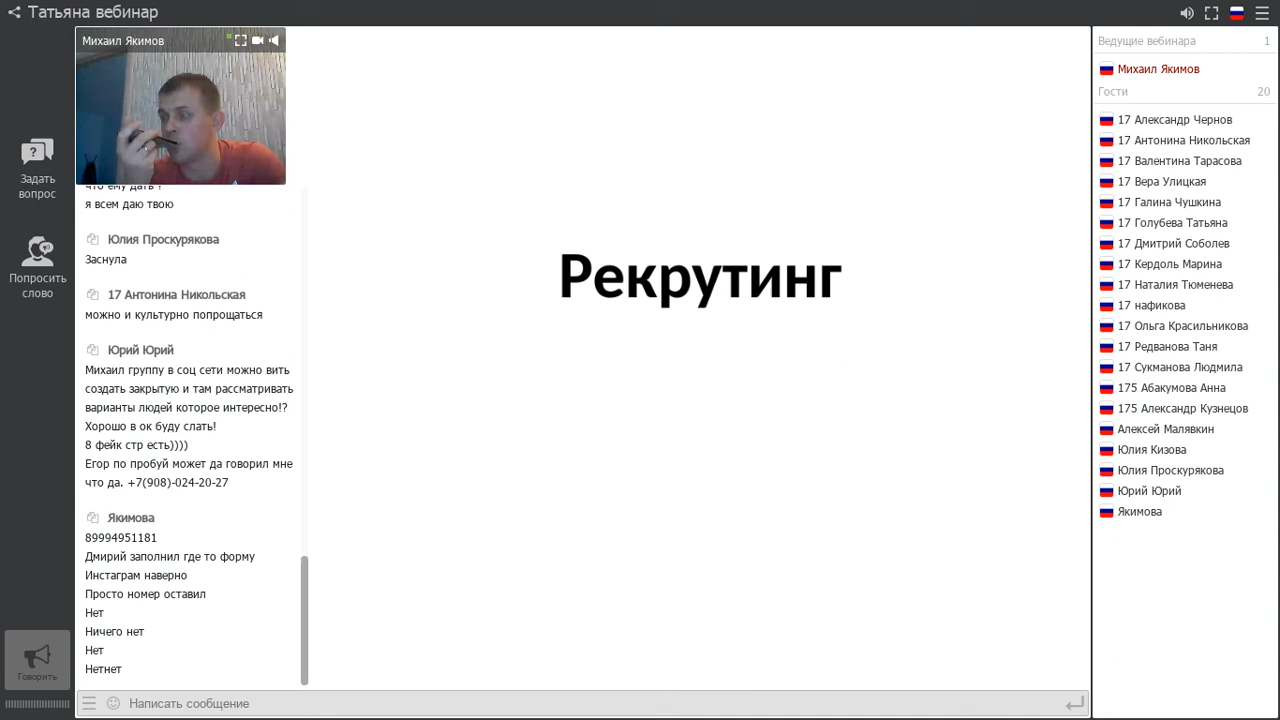 Татьяна вебинар
Михаил Якимов
Задать
вопрос
Попросить
слово
Говорить
что ему дать ?
я всем даю твою
Юлия Проскурякова
Заснула
17 Антонина Никольская
можно и культурно попрощаться
Юрий Юрий
Михаил группу в соц сети можно вить
создать закрытую и там рассматривать
варианты людей которое интересно!?
Хорошо в ок буду слать!
8 фейк стр есть))))
Егор по пробуй может да говорил мне
что да. +7(908)-024-20-27
Якимова
89994951181
Дмирий заполнил где то форму
Инстаграм наверно
Просто номер оставил
Нет
Ничего нет
Нет
Нетнет
Написать сообщение
Рекрутинг
Ведущие вебинара 1
Михаил Якимов
Гости 20
17 Александр Чернов
17 Антонина Никольская
17 Валентина Тарасова
17 Вера Улицкая
17 Галина Чушкина
17 Голубева Татьяна
17 Дмитрий Соболев
17 Кердоль Марина
17 Наталия Тюменева
17 нафикова
17 Ольга Красильникова
17 Редванова Таня
17 Сукманова Людмила
175 Абакумова Анна
175 Александр Кузнецов
Алексей Малявкин
Юлия Кизова
Юлия Проскурякова
Юрий Юрий
Якимова